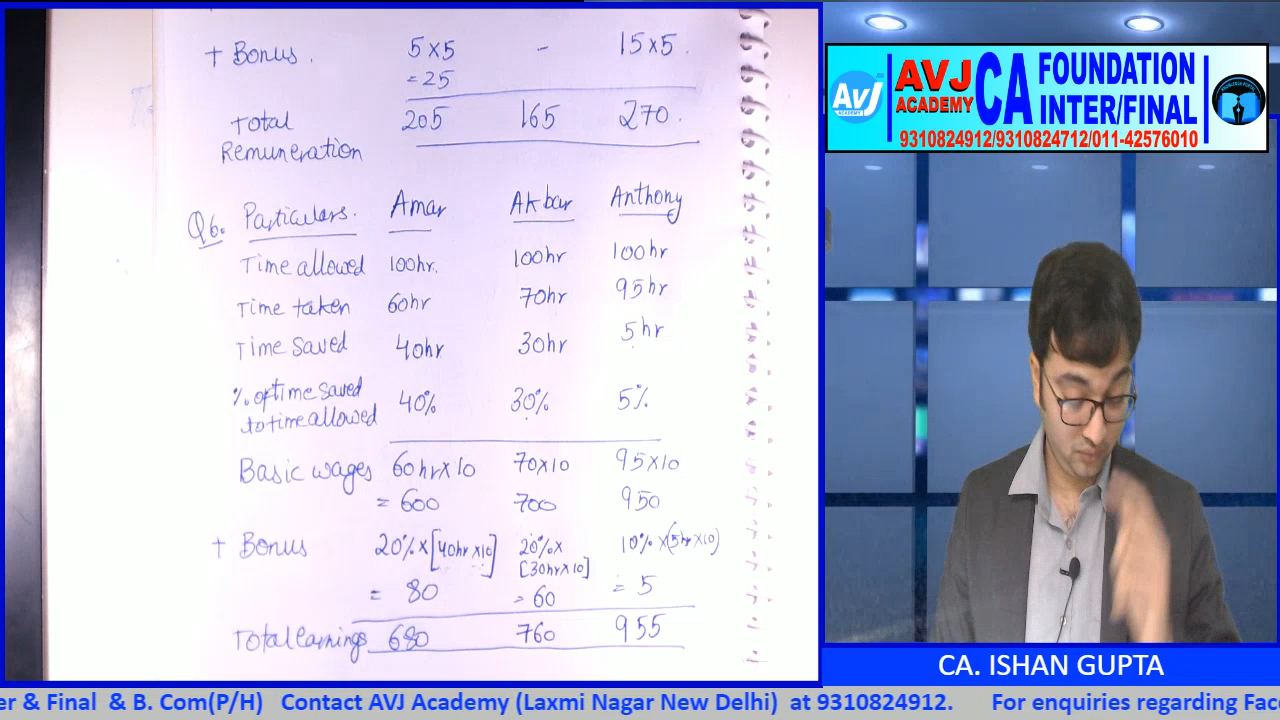 + Bonus. 5×5 - 15×5.
= 25
Total 205 165 270.
Remuneration
Q6. Particulars. Amar Akbar Anthony
Time allowed 100hr. 100hr 100hr
Time taken 60hr 70hr 95hr
Time saved 40hr 30hr 5hr
% of time saved
to time allowed 40% 30% 5%
Basic wages 60hr×10 70×10 95×10
= 600 700 950
+ Bonus 20%×[40hr×10] 20%× 10%×(5hr×10)
[30hr×10]
= 80 = 60 = 5
Total earnings 680 760 955
AVJ
ACADEMY
AVJ
ACADEMY
CA
FOUNDATION
INTER/FINAL
9310824912/9310824712/011-42576010
CA. ISHAN GUPTA
er & Final & B. Com(P/H) Contact AVJ Academy (Laxmi Nagar New Delhi) at 9310824912. For enquiries regarding Fac